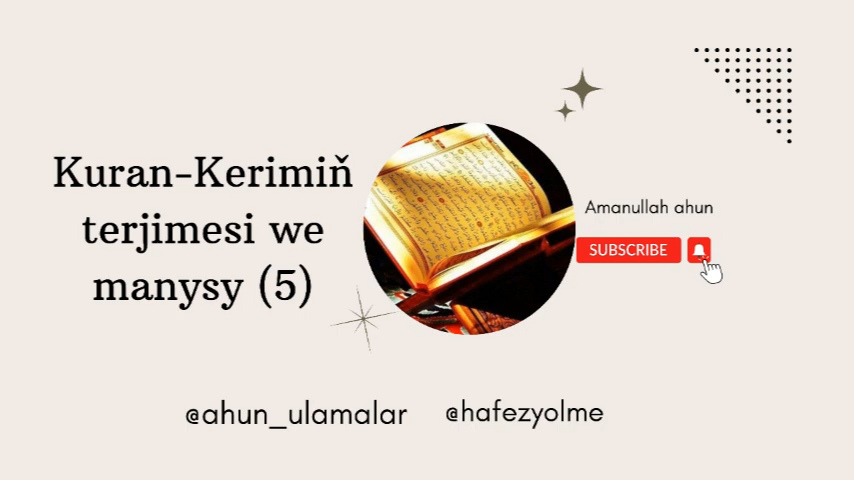 Kuran-Kerimiň
terjimesi we
manysy (5)
Amanullah ahun
SUBSCRIBE
@ahun_ulamalar
@hafezyolme